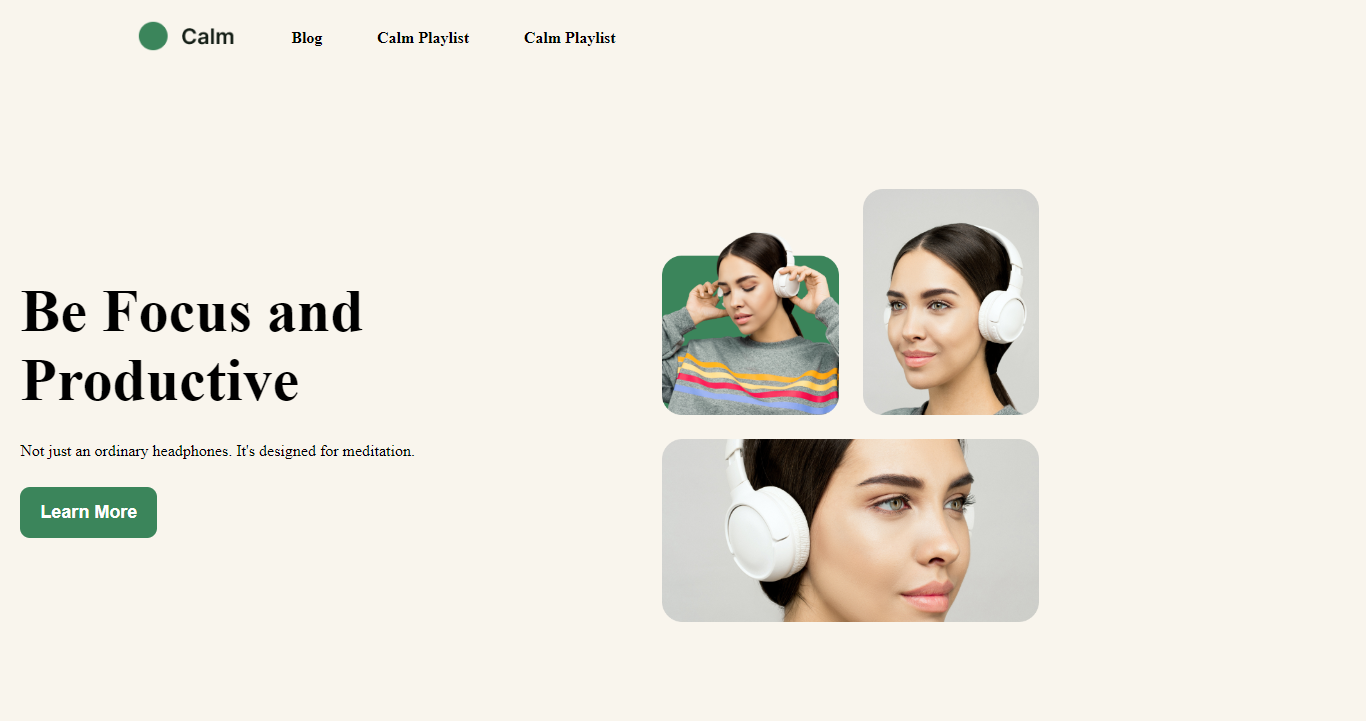 Calm Blog Calm Playlist Calm Playlist
Be Focus and
Productive
Not just an ordinary headphones. It's designed for meditation.
Learn More